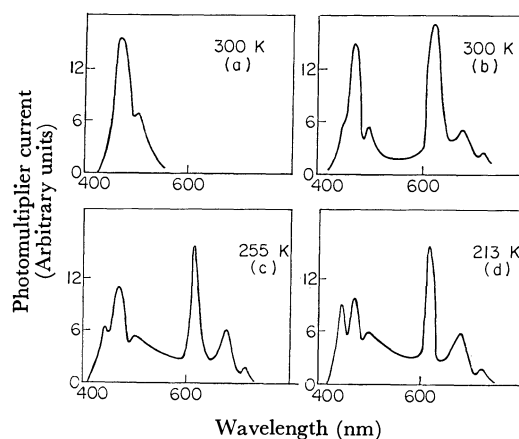 Photomultiplier current
(Arbitrary units)
12
6
0
400
600
300 K
(a)
12
6
0
400
600
300 K
(b)
12
6
0
400
600
255 K
(c)
12
6
0
400
600
213 K
(d)
Wavelength (nm)